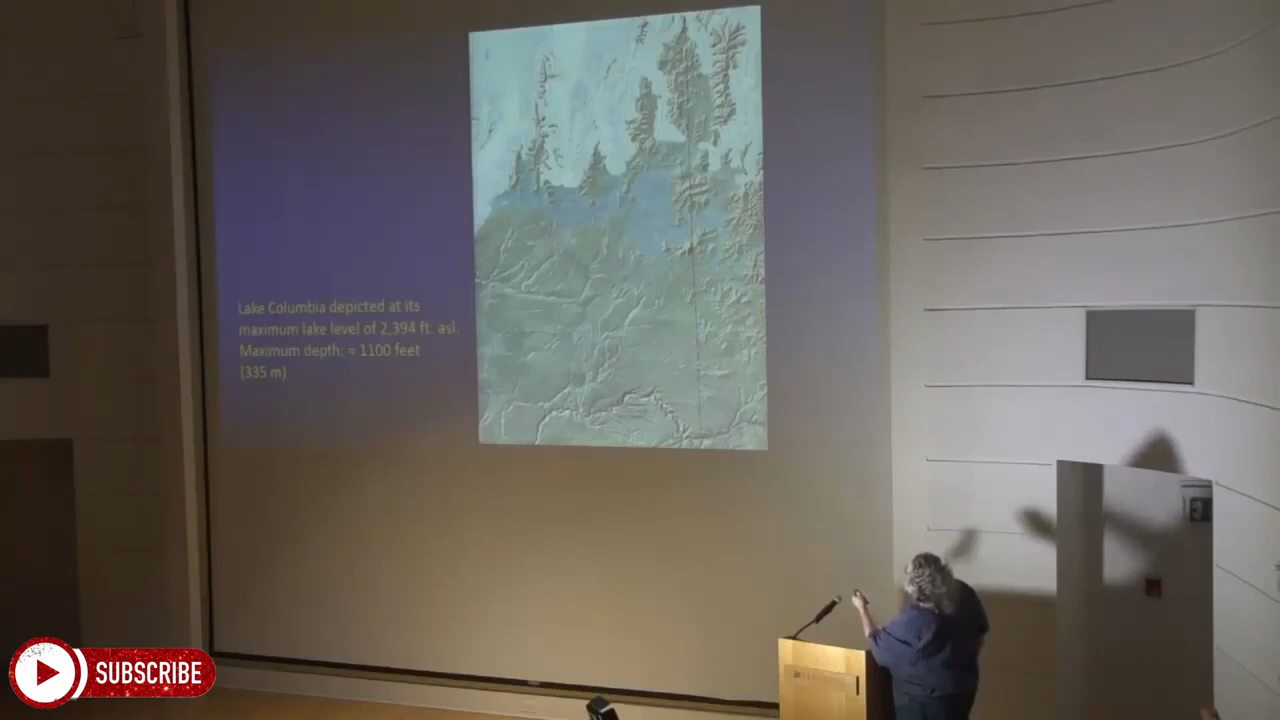 Lake Columbia depicted at its
maximum lake level of 2,394 ft. asl.
Maximum depth: ≈ 1100 feet
(335 m)
SUBSCRIBE